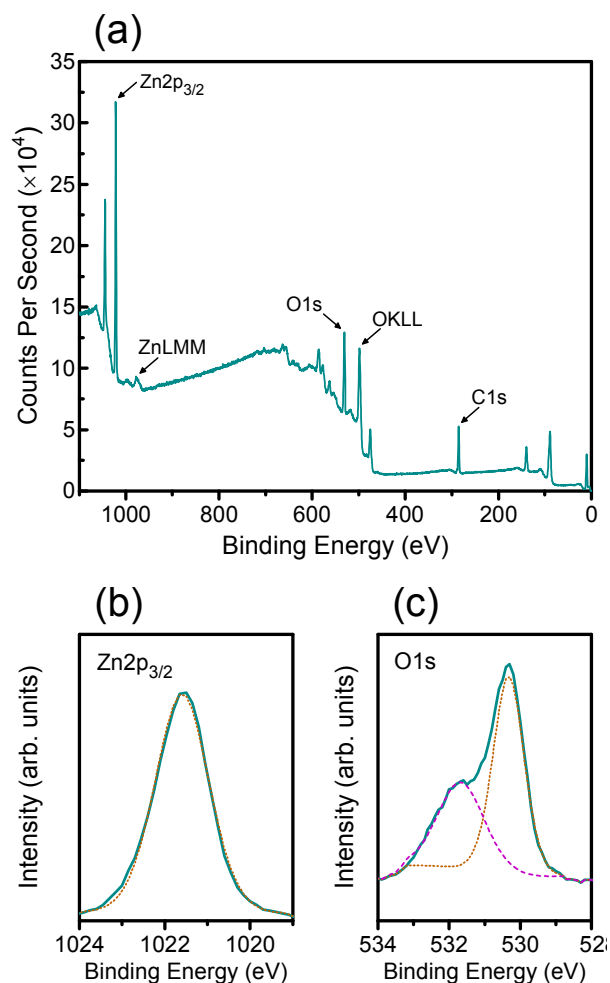 (a)
Counts Per Second (×10⁴)
35
30
25
20
15
10
5
0
Zn2p₃/₂
ZnLMM
O1s
OKLL
C1s
1000 800 600 400 200 0
Binding Energy (eV)
(b) (c)
Zn2p₃/₂
O1s
Intensity (arb. units)
Intensity (arb. units)
1024 1022 1020
534 532 530 528
Binding Energy (eV)
Binding Energy (eV)